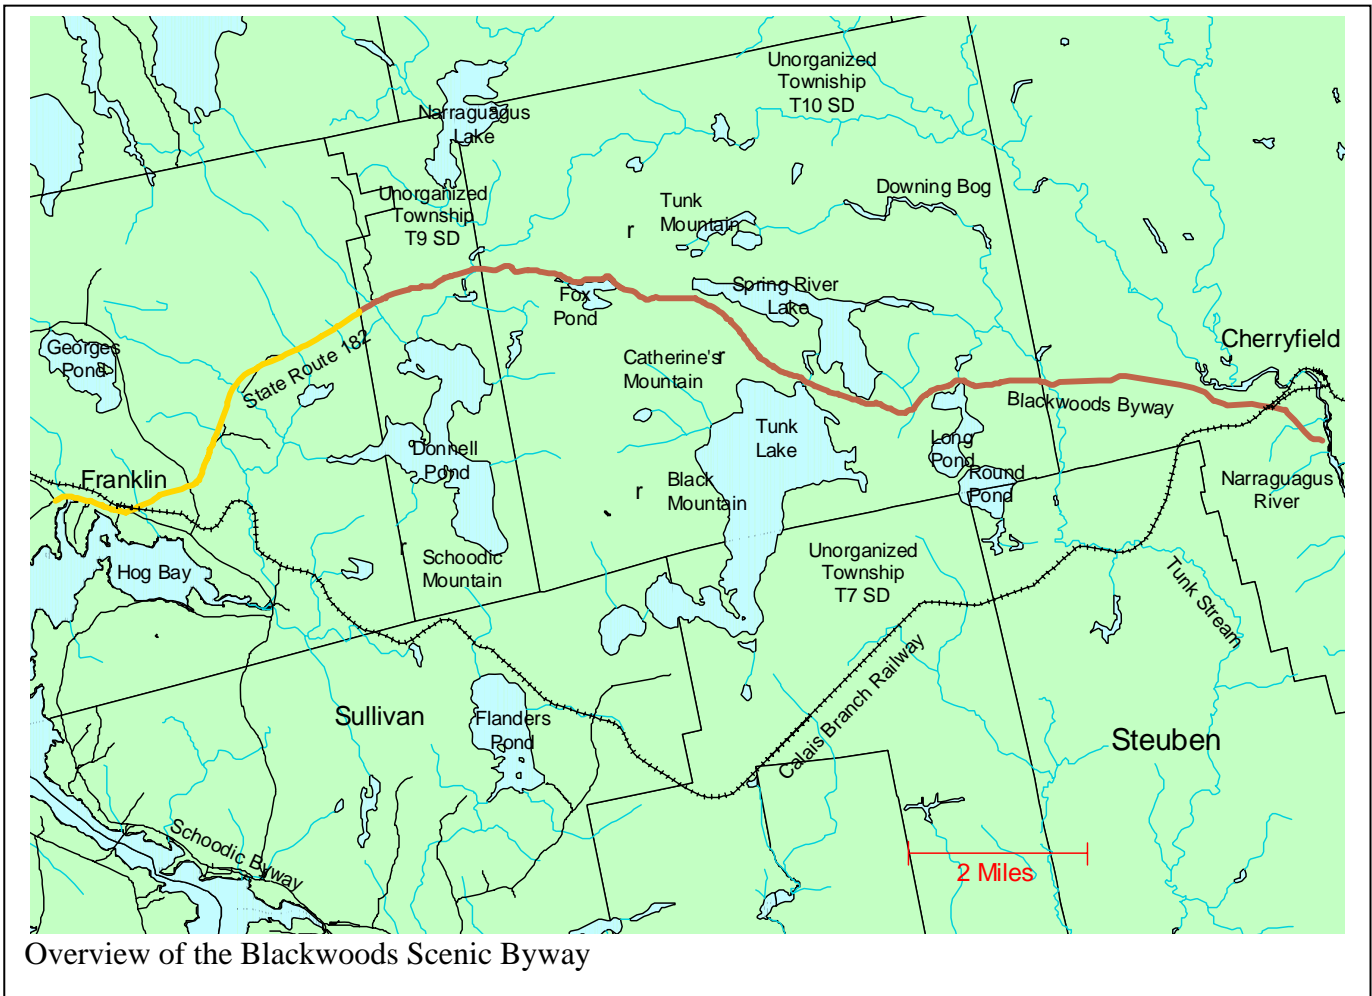 Unorganized
Towniship
T10 SD
Narraguagus
Lake
Unorganized
Township
T9 SD
Downing Bog
Tunk
Mountain
r
Spring River
Lake
Fox
Pond
Cherryfield
State Route 182
Georges
Pond
Catherine's
Mountain
r
Blackwoods Byway
Tunk
Lake
Donnell
Pond
Long
Pond
Franklin
Black
Mountain
r
Round
Pond
Narraguagus
River
Hog Bay
r
Schoodic
Mountain
Unorganized
Township
T7 SD
Tunk Stream
Calais Branch Railway
Sullivan
Flanders
Pond
Steuben
Schoodic Byway
2 Miles
Overview of the Blackwoods Scenic Byway